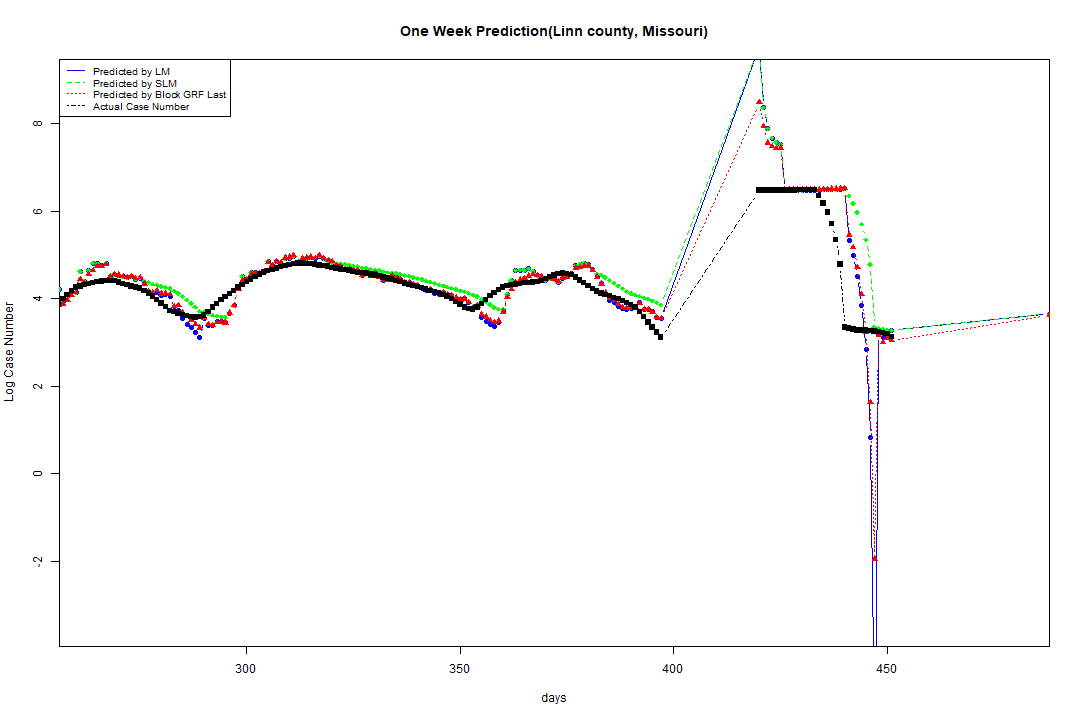 One Week Prediction(Linn county, Missouri)
Predicted by LM
Predicted by SLM
Predicted by Block GRF Last
Actual Case Number
8
6
4
2
0
-2
Log Case Number
300 350 400 450
days